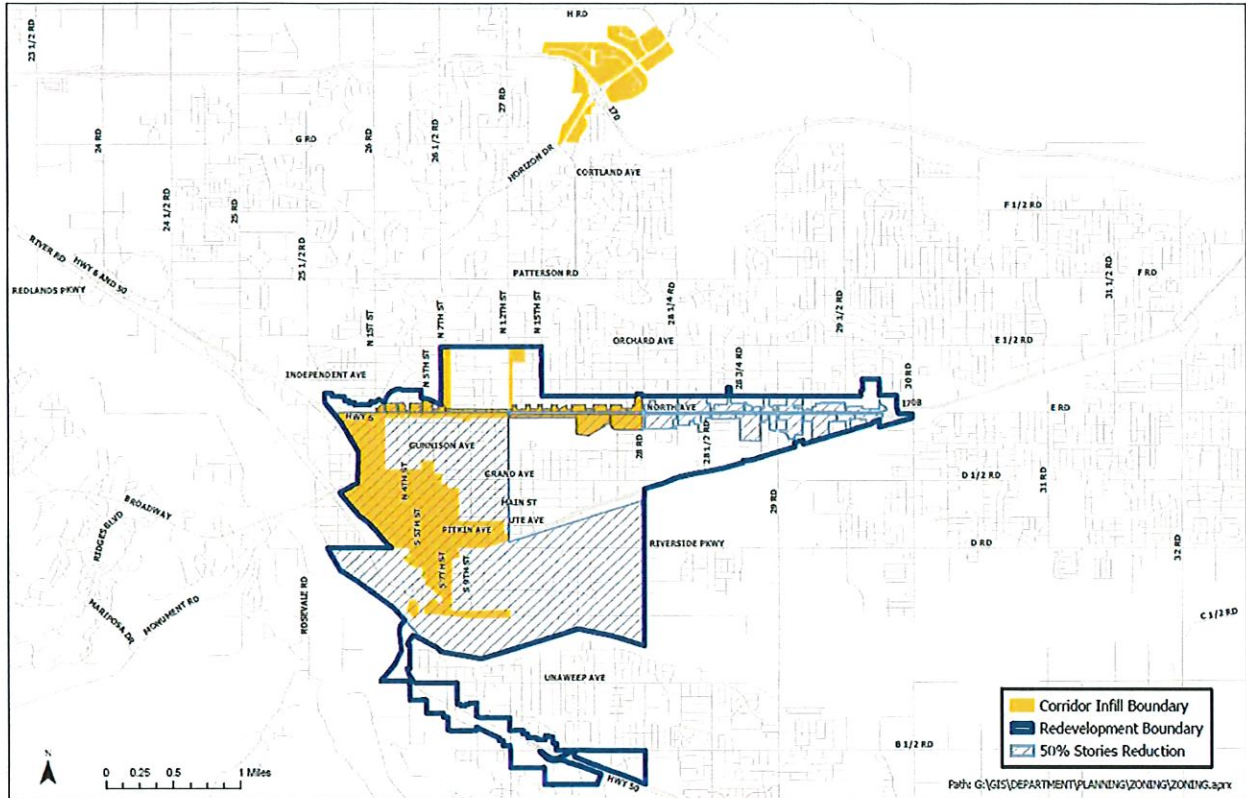 H RD
23 1/2 RD
27 RD
I70
24 RD
G RD
26 RD
26 1/2 RD
HORIZON DR
CORTLAND AVE
24 1/2 RD
25 RD
F 1/2 RD
25 1/2 RD
RIVER RD
HWY 6 AND 50
REDLANDS PKWY
PATTERSON RD
F RD
31 1/2 RD
N 1ST ST
N 7TH ST
N 12TH ST
N 15TH ST
28 1/4 RD
29 1/2 RD
ORCHARD AVE
E 1/2 RD
N 5TH ST
28 3/4 RD
30 RD
INDEPENDENT AVE
I70B
HWY 6
NORTH AVE
E RD
GUNNISON AVE
28 RD
28 1/2 RD
N 4TH ST
GRAND AVE
D 1/2 RD
31 RD
MAIN ST
29 RD
BROADWAY
UTE AVE
RIDGES BLVD
S 5TH ST
PITKIN AVE
RIVERSIDE PKWY
D RD
32 RD
S 7TH ST
S 9TH ST
MARIPOSA DR
MONUMENT RD
ROSEVALE RD
C 1/2 RD
UNAWEEP AVE
B 1/2 RD
HWY 50
Corridor Infill Boundary
Redevelopment Boundary
50% Stories Reduction
N
0 0.25 0.5 1 Miles
Path: G:\GIS\DEPARTMENT\PLANNING\ZONING\ZONING.aprx